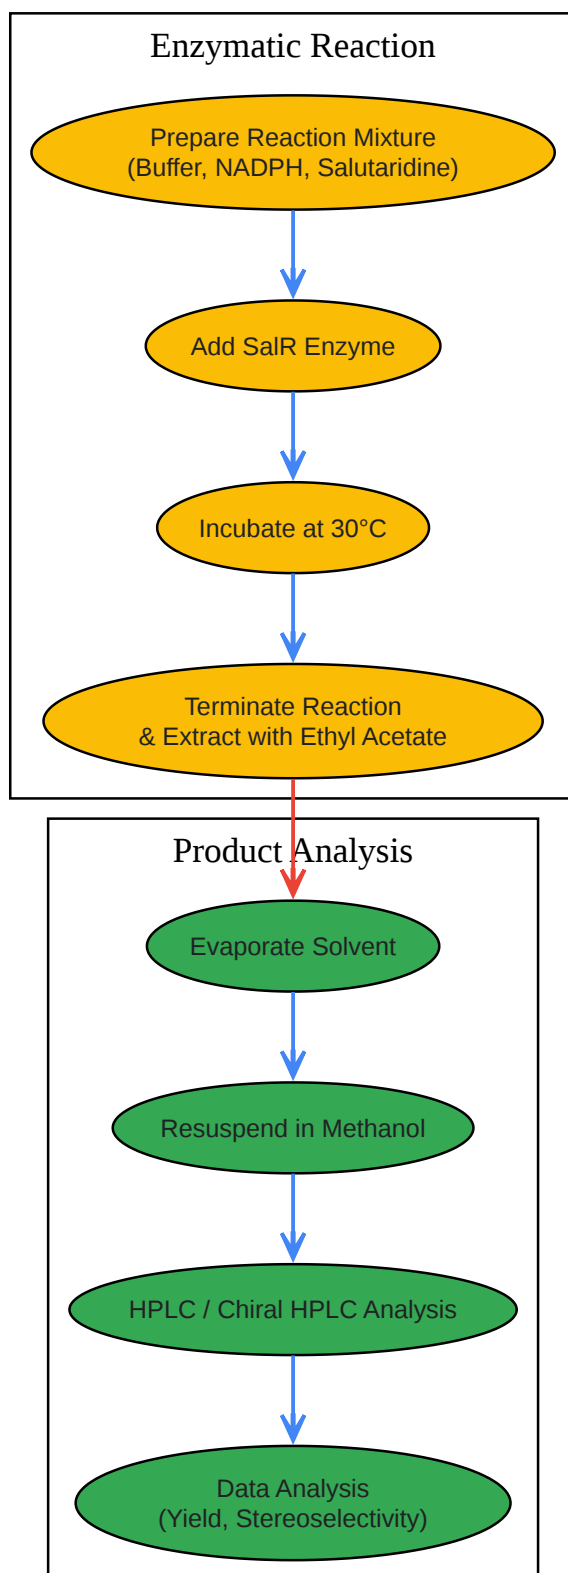 Enzymatic Reaction
Prepare Reaction Mixture
(Buffer, NADPH, Salutaridine)
Add SalR Enzyme
Incubate at 30°C
Terminate Reaction
& Extract with Ethyl Acetate
Product Analysis
Evaporate Solvent
Resuspend in Methanol
HPLC / Chiral HPLC Analysis
Data Analysis
(Yield, Stereoselectivity)